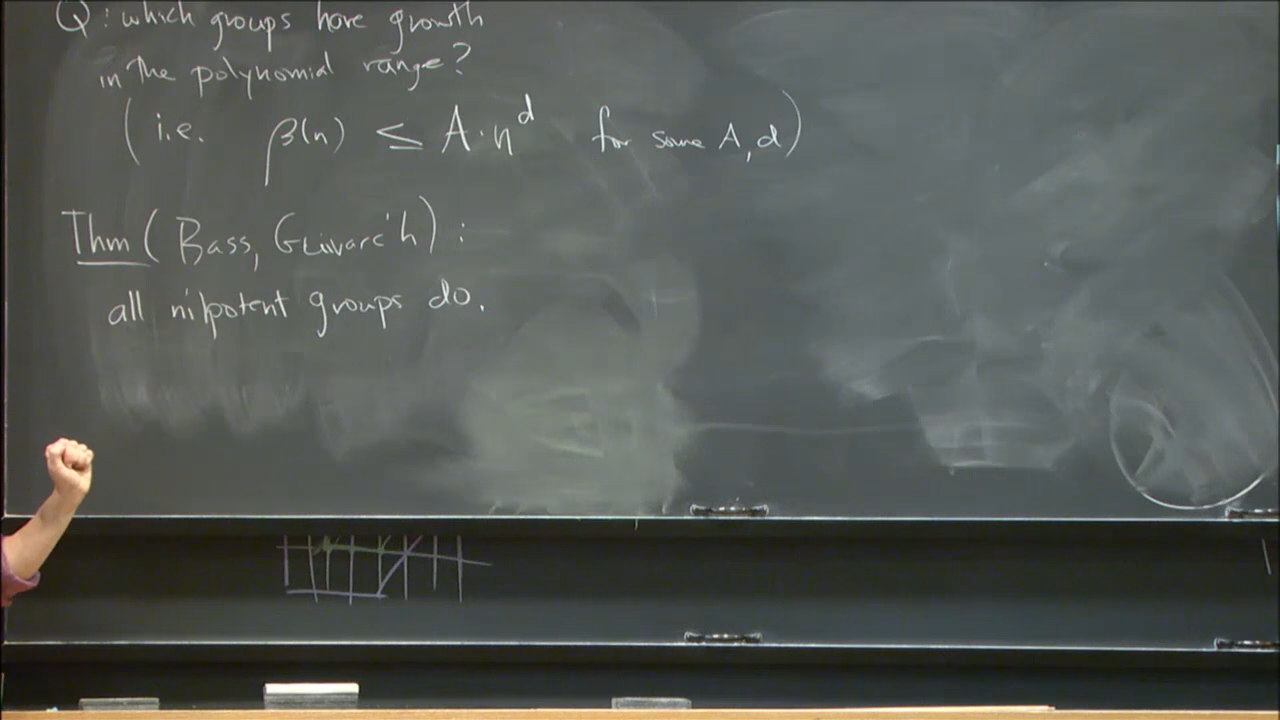 Q: which groups have growth
in the polynomial range?
(i.e. β(n) ≤ A·n^d for some A, d)
Thm (Bass, Guivarc'h):
all nilpotent groups do.